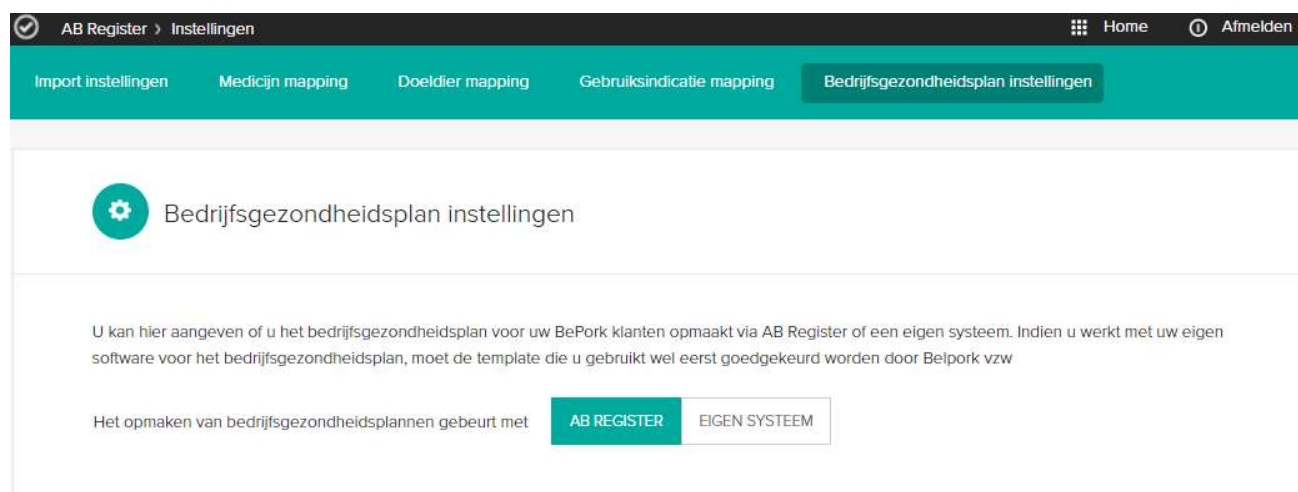 AB Register › Instellingen Home Afmelden
Import instellingen Medicijn mapping Doeldier mapping Gebruiksindicatie mapping Bedrijfsgezondheidsplan instellingen
Bedrijfsgezondheidsplan instellingen
U kan hier aangeven of u het bedrijfsgezondheidsplan voor uw BePork klanten opmaakt via AB Register of een eigen systeem. Indien u werkt met uw eigen
software voor het bedrijfsgezondheidsplan, moet de template die u gebruikt wel eerst goedgekeurd worden door Belpork vzw
Het opmaken van bedrijfsgezondheidsplannen gebeurt met AB REGISTER EIGEN SYSTEEM